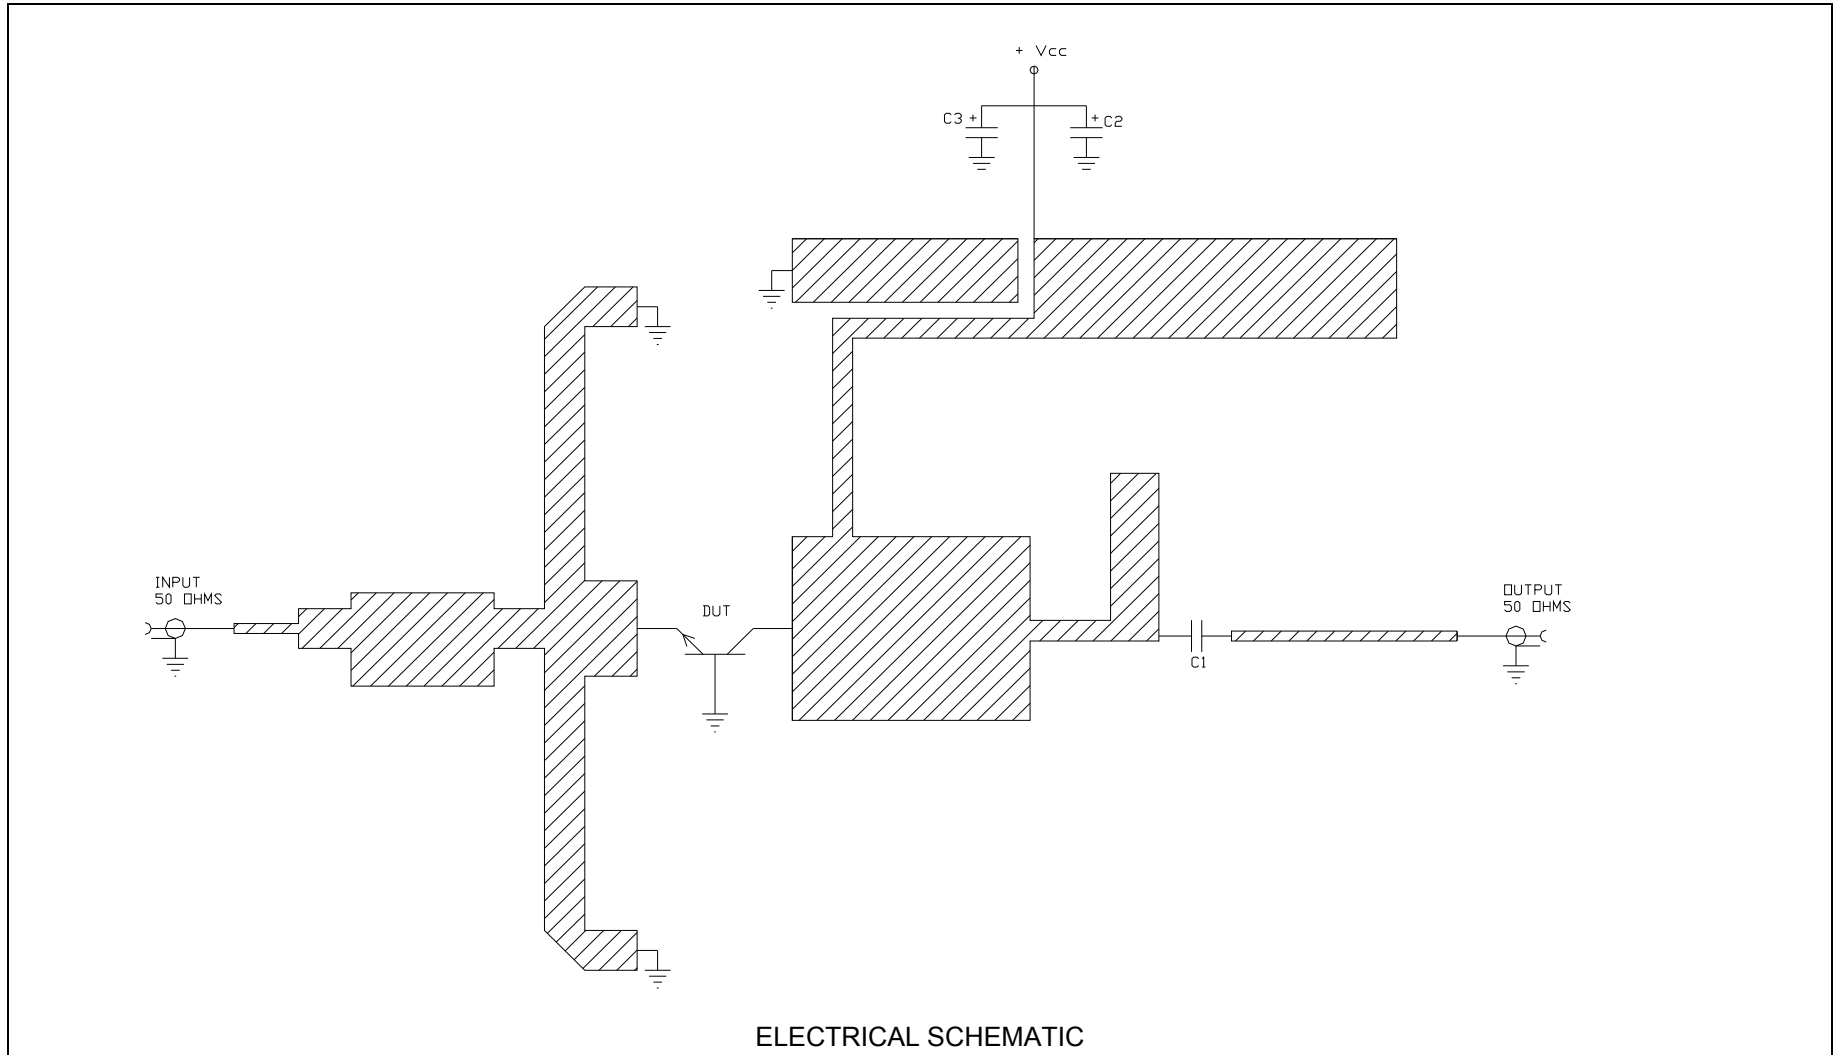 + Vcc
C3 +
+ C2
INPUT
50 OHMS
DUT
OUTPUT
50 OHMS
C1
ELECTRICAL SCHEMATIC